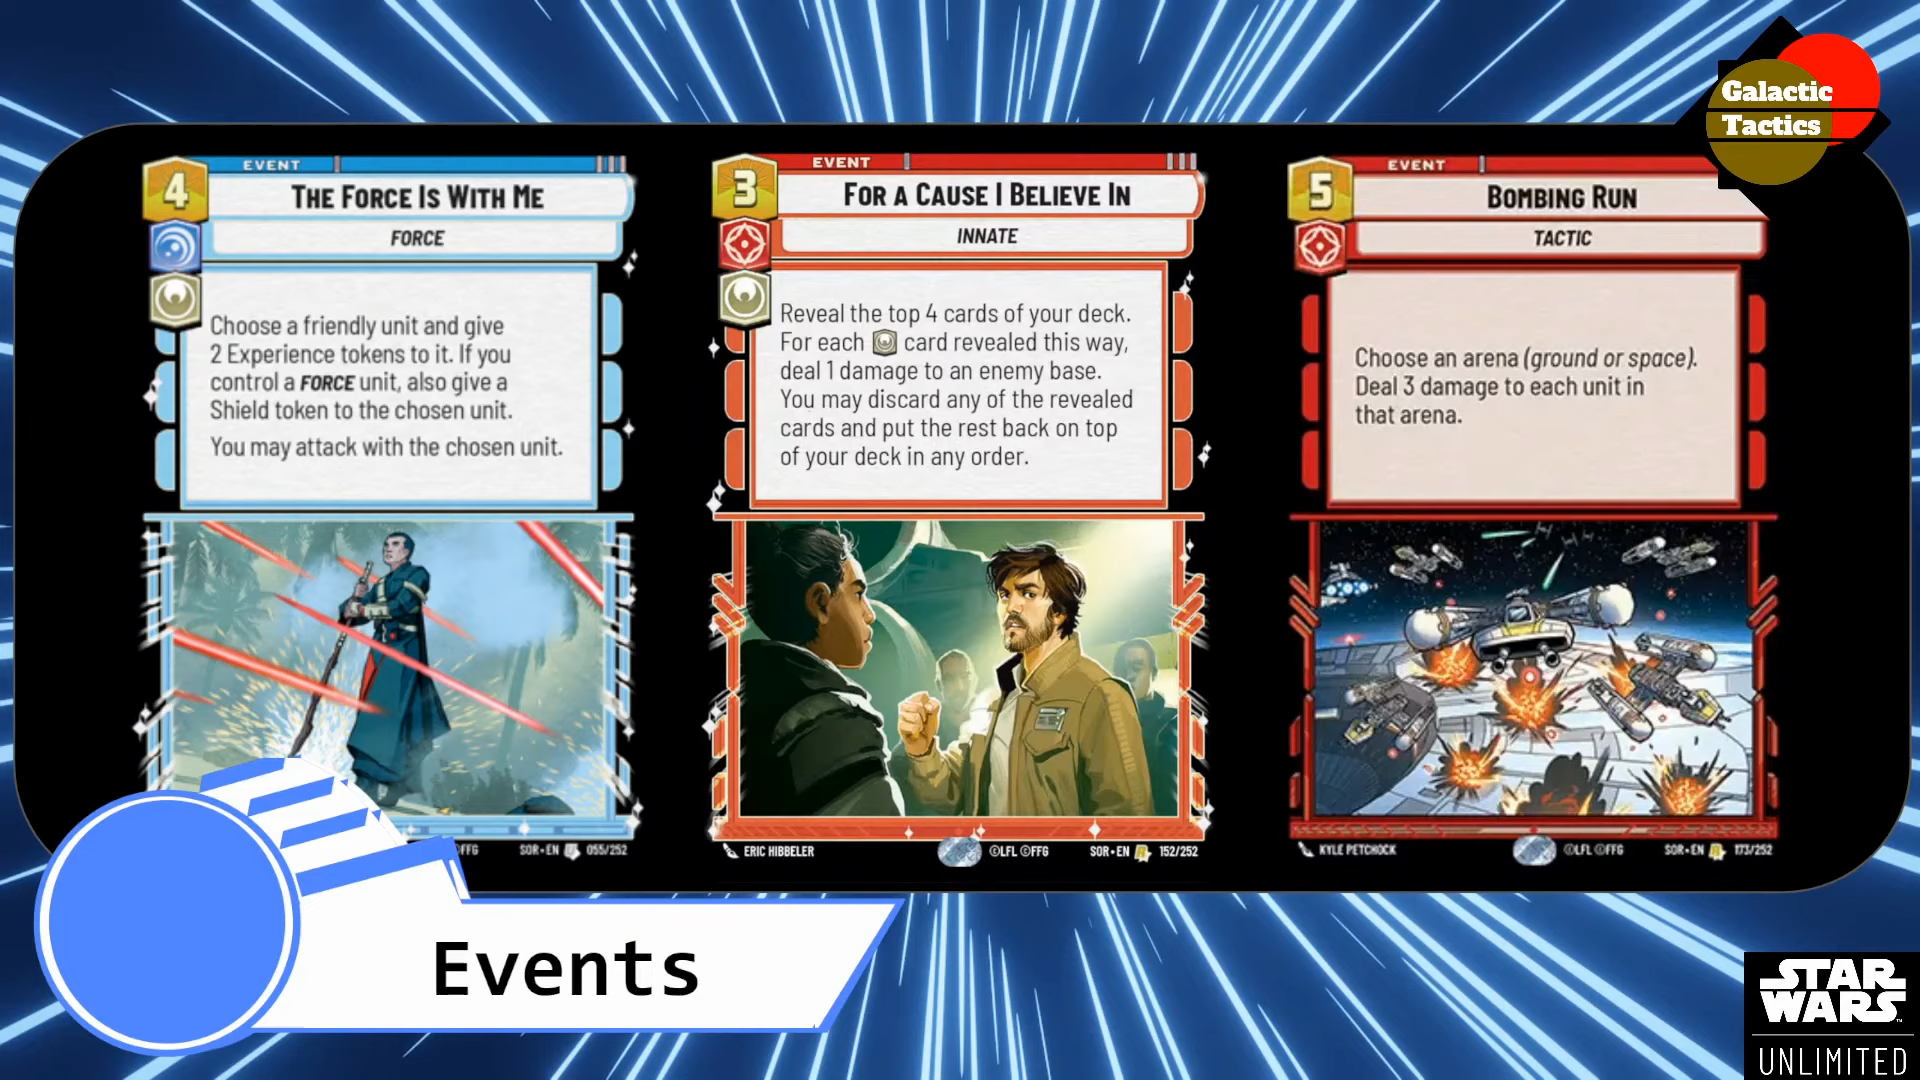 Galactic
Tactics
EVENT
4
THE FORCE IS WITH ME
FORCE
Choose a friendly unit and give
2 Experience tokens to it. If you
control a FORCE unit, also give a
Shield token to the chosen unit.
You may attack with the chosen unit.
©FFG
SOR•EN
055/252
EVENT
3
FOR A CAUSE I BELIEVE IN
INNATE
Reveal the top 4 cards of your deck.
For each card revealed this way,
deal 1 damage to an enemy base.
You may discard any of the revealed
cards and put the rest back on top
of your deck in any order.
ERIC HIBBELER
©LFL ©FFG
SOR•EN
152/252
EVENT
5
BOMBING RUN
TACTIC
Choose an arena (ground or space).
Deal 3 damage to each unit in
that arena.
KYLE PETCHOCK
©LFL ©FFG
SOR•EN
173/252
Events
STAR
WARS
UNLIMITED